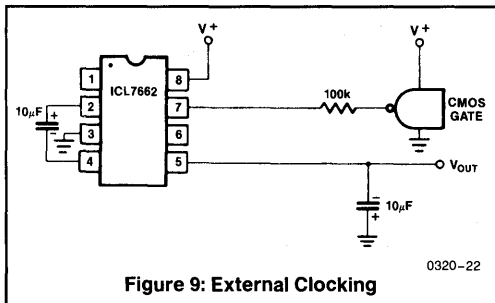 V+
V+
ICL7662
1
8
100k
CMOS
GATE
2
7
10μF
+
−
3
6
4
5
VOUT
−
10μF
+
0320-22
Figure 9: External Clocking